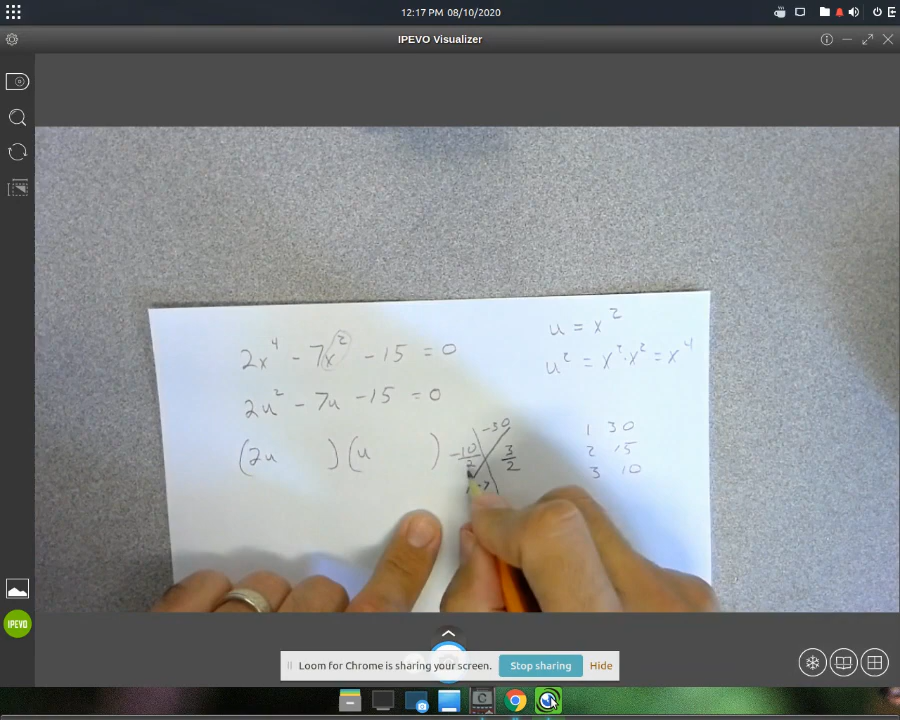 12:17 PM 08/10/2020
IPEVO Visualizer
2x⁴ - 7x² - 15 = 0
2u² - 7u - 15 = 0
(2u )(u )
-30
-10/2 3/2
-7
u = x²
u² = x²·x² = x⁴
1 30
2 15
3 10
IPEVO
Loom for Chrome is sharing your screen. Stop sharing Hide